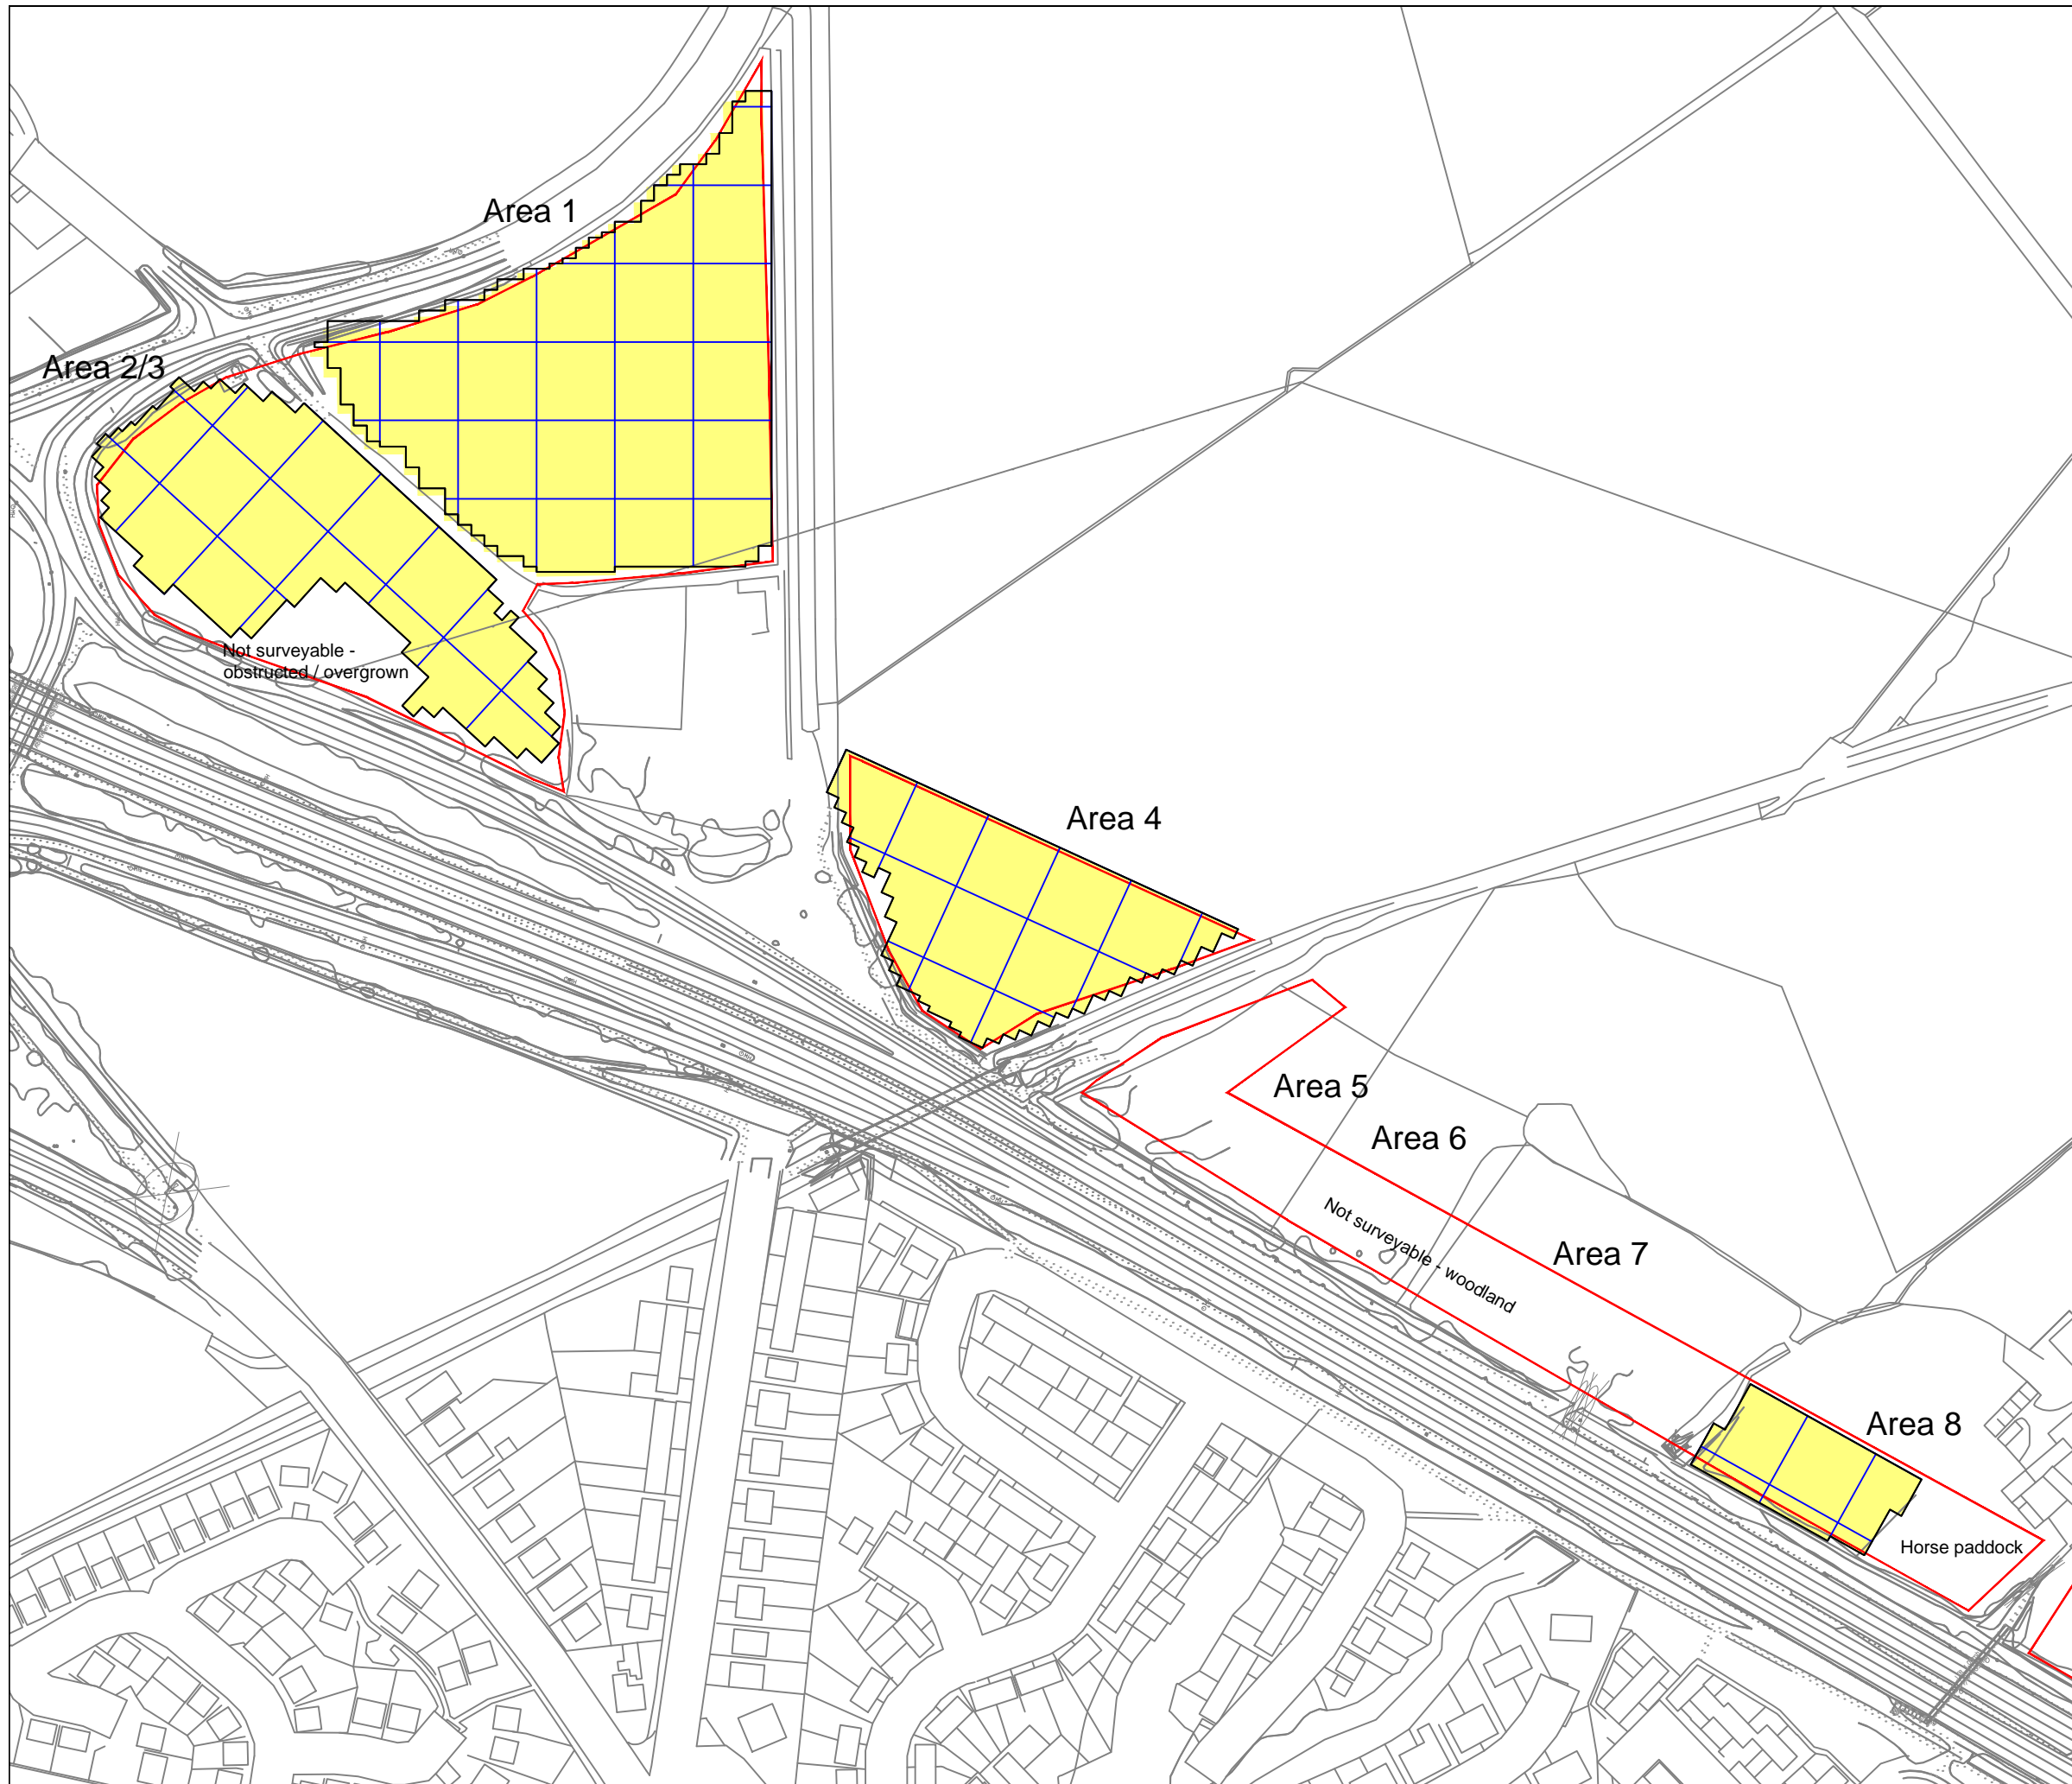 Area 1
Area 2/3
Not surveyable -
obstructed / overgrown
Area 4
Area 5
Area 6
Not surveyable - woodland
Area 7
Area 8
Horse paddock